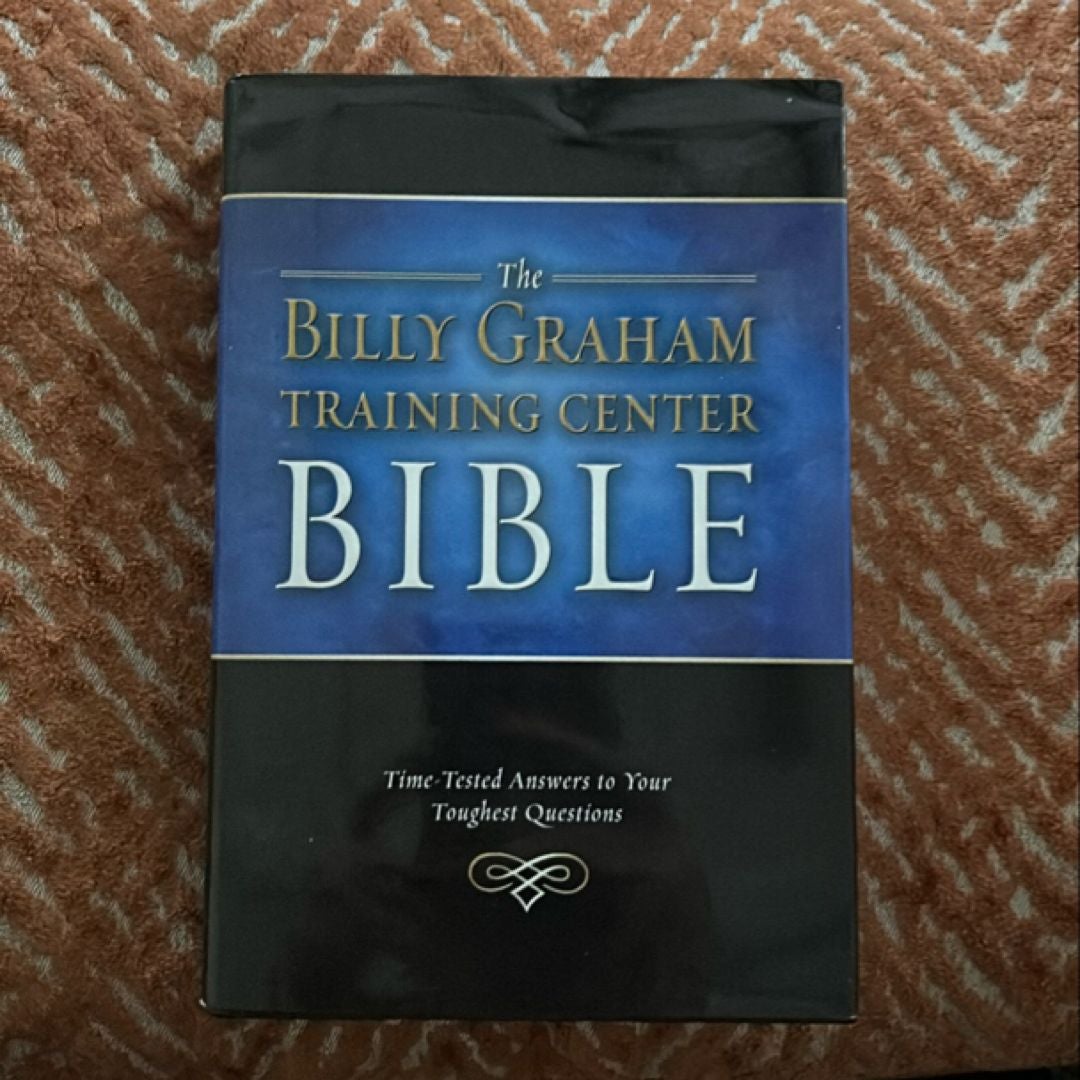 The
BILLY GRAHAM
TRAINING CENTER
BIBLE
Time-Tested Answers to Your
Toughest Questions